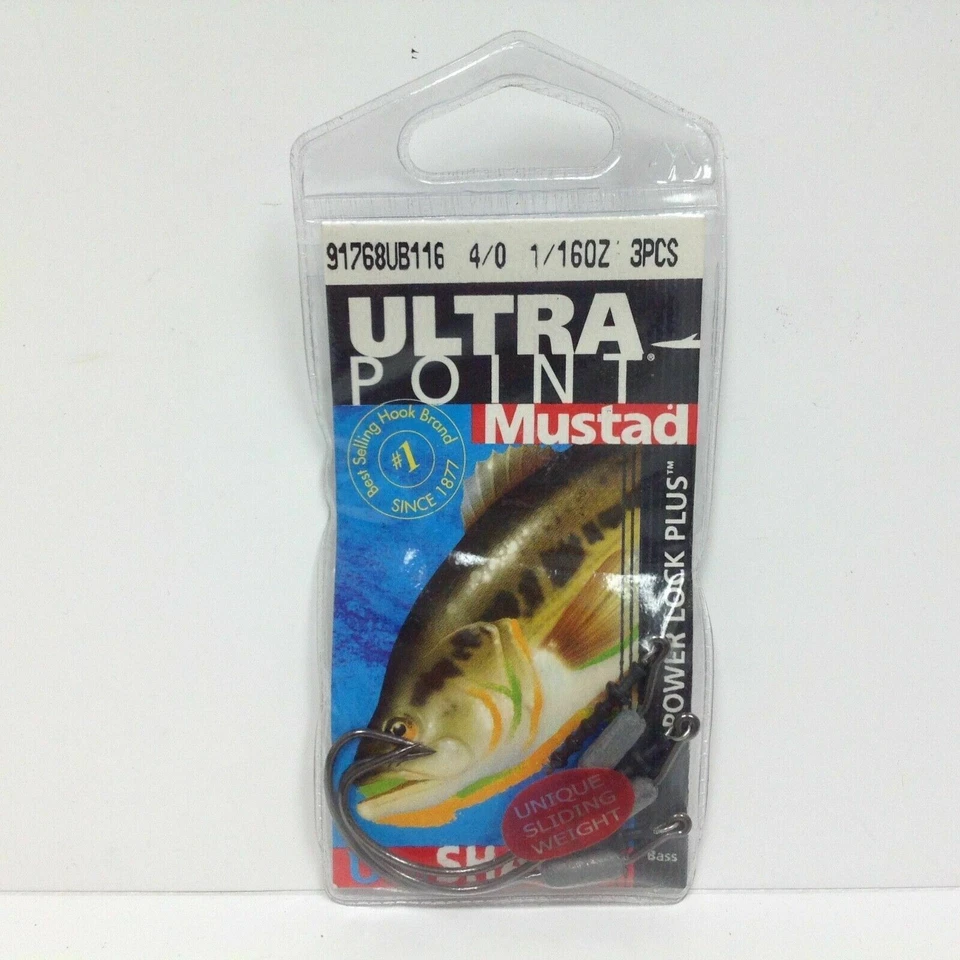 91768UB116 4/0 1/16OZ 3PCS
ULTRA
POINT®
Mustad
Best Selling Hook Brand
#1
SINCE 1877
POWER LOCK PLUS™
UNIQUE
SLIDING
WEIGHT
Bass